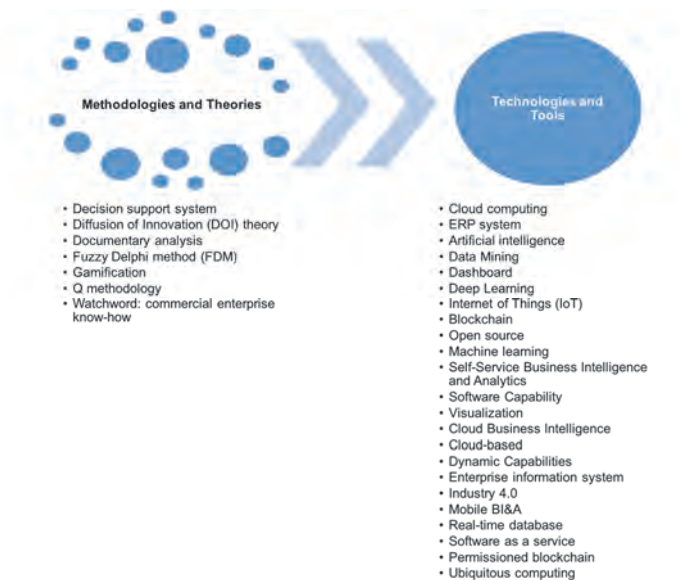 Methodologies and Theories
Technologies and
Tools
• Decision support system
• Diffusion of Innovation (DOI) theory
• Documentary analysis
• Fuzzy Delphi method (FDM)
• Gamification
• Q methodology
• Watchword: commercial enterprise
know-how
• Cloud computing
• ERP system
• Artificial intelligence
• Data Mining
• Dashboard
• Deep Learning
• Internet of Things (IoT)
• Blockchain
• Open source
• Machine learning
• Self-Service Business Intelligence
and Analytics
• Software Capability
• Visualization
• Cloud Business Intelligence
• Cloud-based
• Dynamic Capabilities
• Enterprise information system
• Industry 4.0
• Mobile BI&A
• Real-time database
• Software as a service
• Permissioned blockchain
• Ubiquitous computing